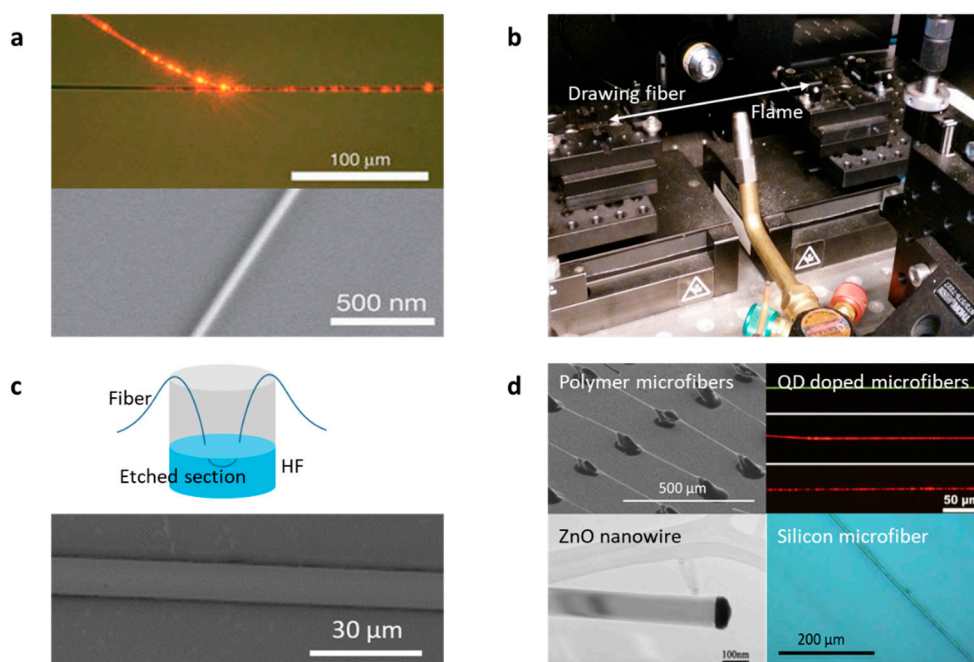 a
100 μm
500 nm
b
Drawing fiber
Flame
c
Fiber
Etched section
HF
30 μm
d
Polymer microfibers
500 μm
QD doped microfibers
50 μm
ZnO nanowire
100nm
Silicon microfiber
200 μm